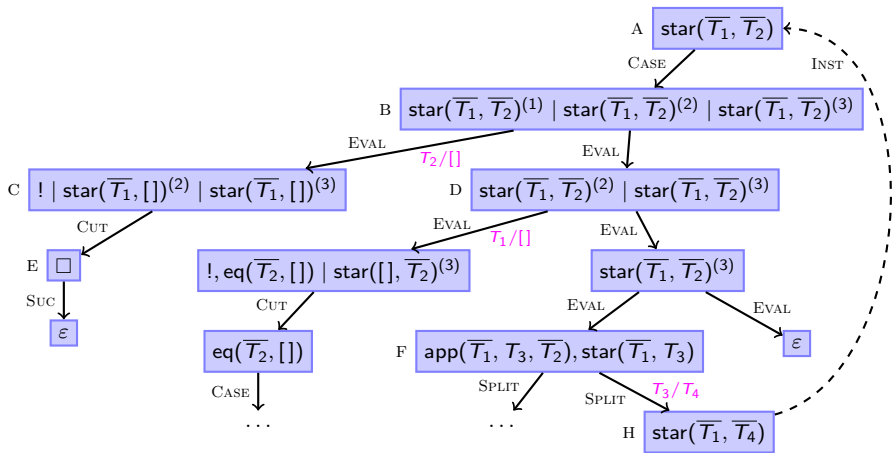 A star(T̅₁, T̅₂)
CASE INST
B star(T̅₁, T̅₂)⁽¹⁾ | star(T̅₁, T̅₂)⁽²⁾ | star(T̅₁, T̅₂)⁽³⁾
EVAL T₂/[] EVAL
C ! | star(T̅₁, [])⁽²⁾ | star(T̅₁, [])⁽³⁾ D star(T̅₁, T̅₂)⁽²⁾ | star(T̅₁, T̅₂)⁽³⁾
CUT EVAL T₁/[] EVAL
E □ !, eq(T̅₂, []) | star([], T̅₂)⁽³⁾ star(T̅₁, T̅₂)⁽³⁾
SUC CUT EVAL EVAL
ε eq(T̅₂, []) F app(T̅₁, T₃, T̅₂), star(T̅₁, T₃) ε
CASE SPLIT SPLIT T₃/T₄
... ... H star(T̅₁, T̅₄)